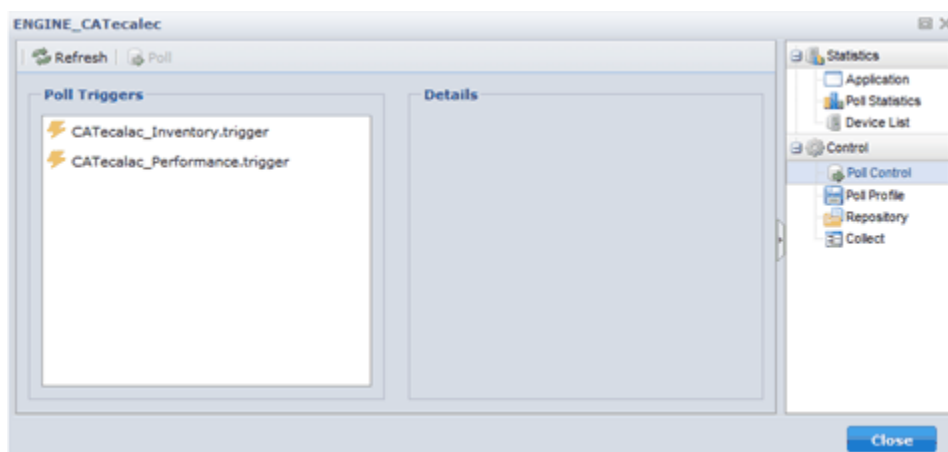 ENGINE_CATecalec
Refresh
Poll
Poll Triggers
CATecalac_Inventory.trigger
CATecalac_Performance.trigger
Details
Statistics
Application
Poll Statistics
Device List
Control
Poll Control
Poll Profile
Repository
Collect
Close